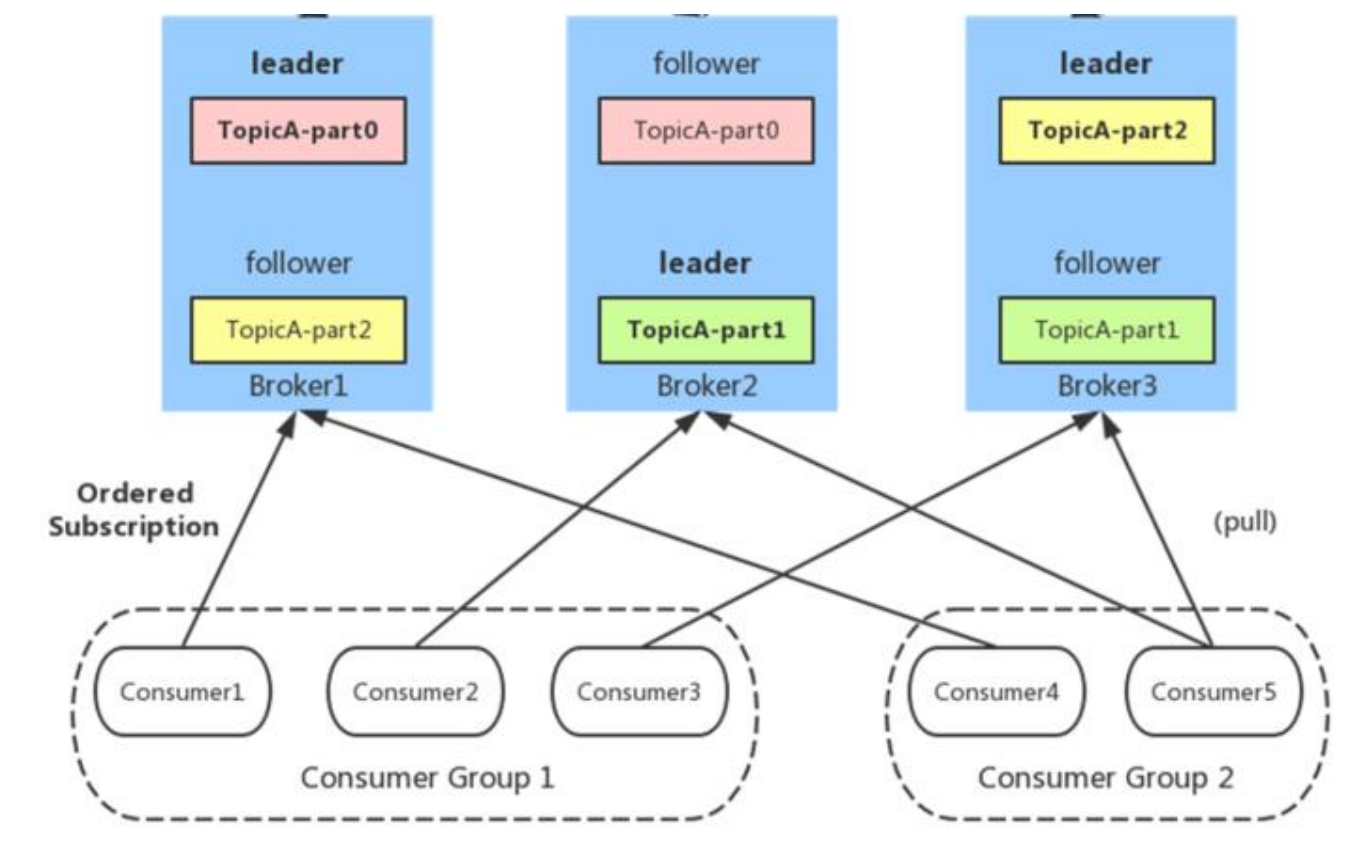 leader
TopicA-part0
follower
TopicA-part2
Broker1
follower
TopicA-part0
leader
TopicA-part1
Broker2
leader
TopicA-part2
follower
TopicA-part1
Broker3
Ordered
Subscription
(pull)
Consumer1
Consumer2
Consumer3
Consumer Group 1
Consumer4
Consumer5
Consumer Group 2